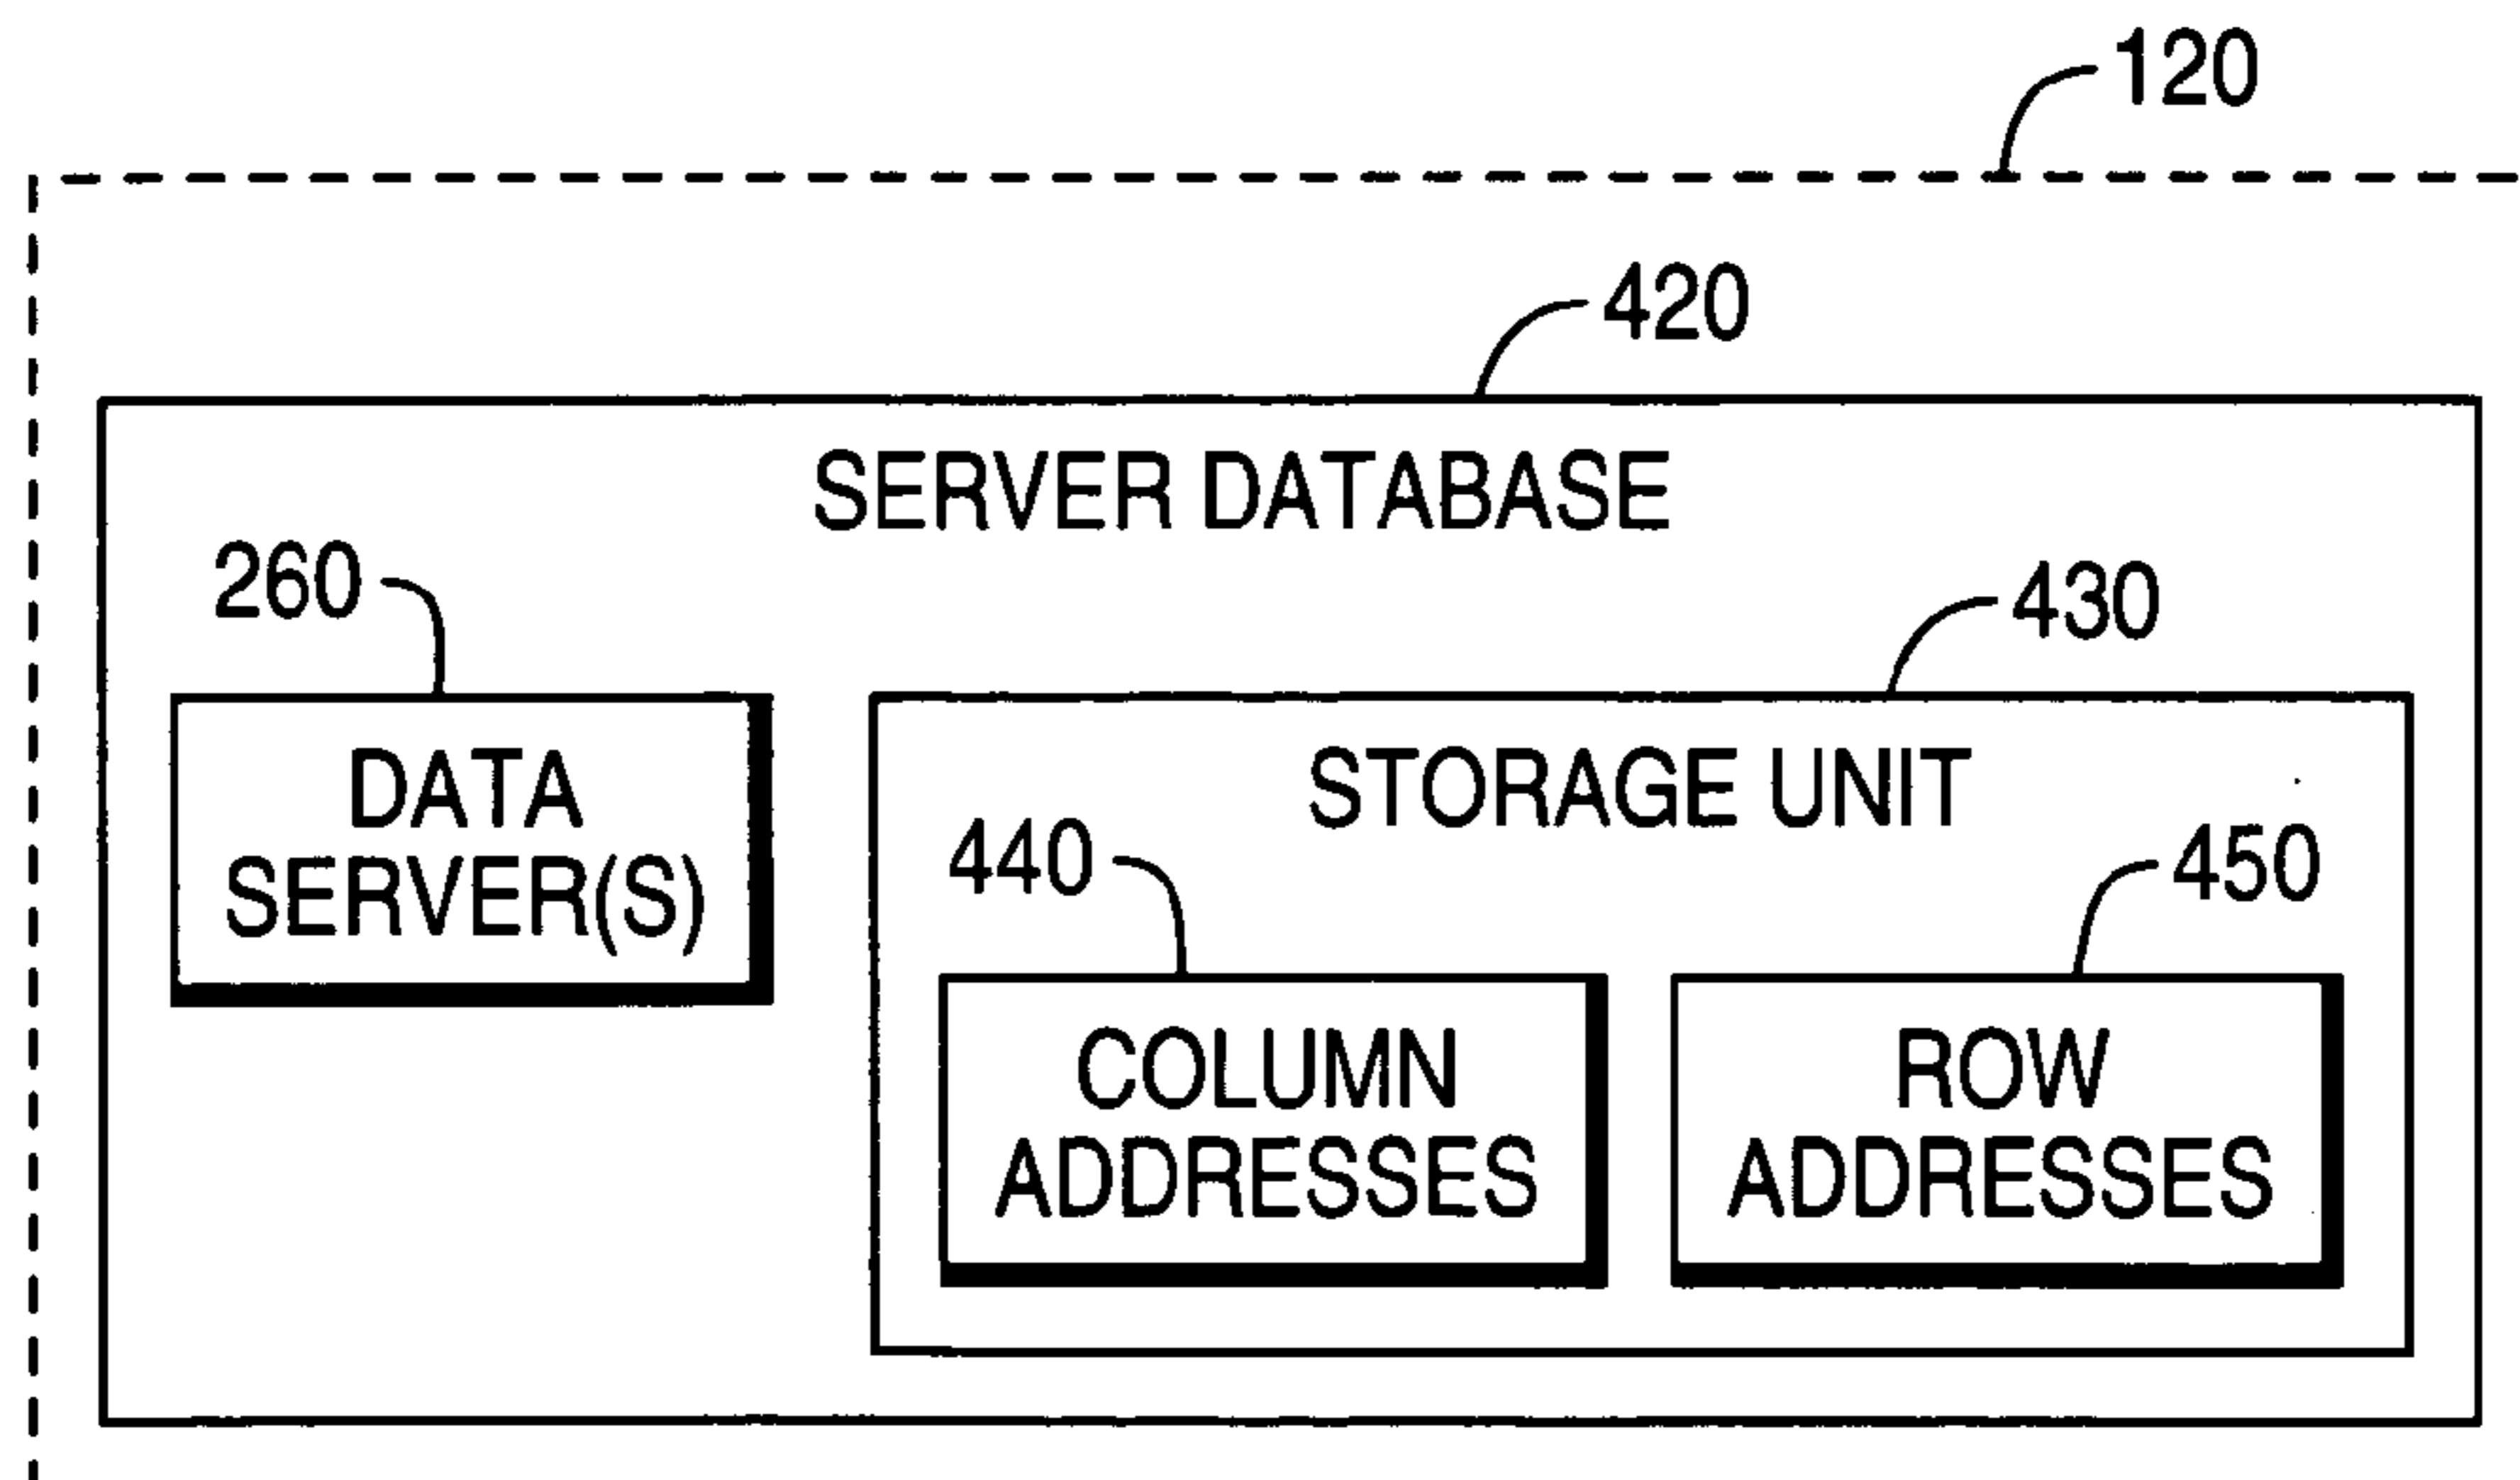 120
420
SERVER DATABASE
260
430
DATA
SERVER(S)
STORAGE UNIT
440
450
COLUMN
ADDRESSES
ROW
ADDRESSES